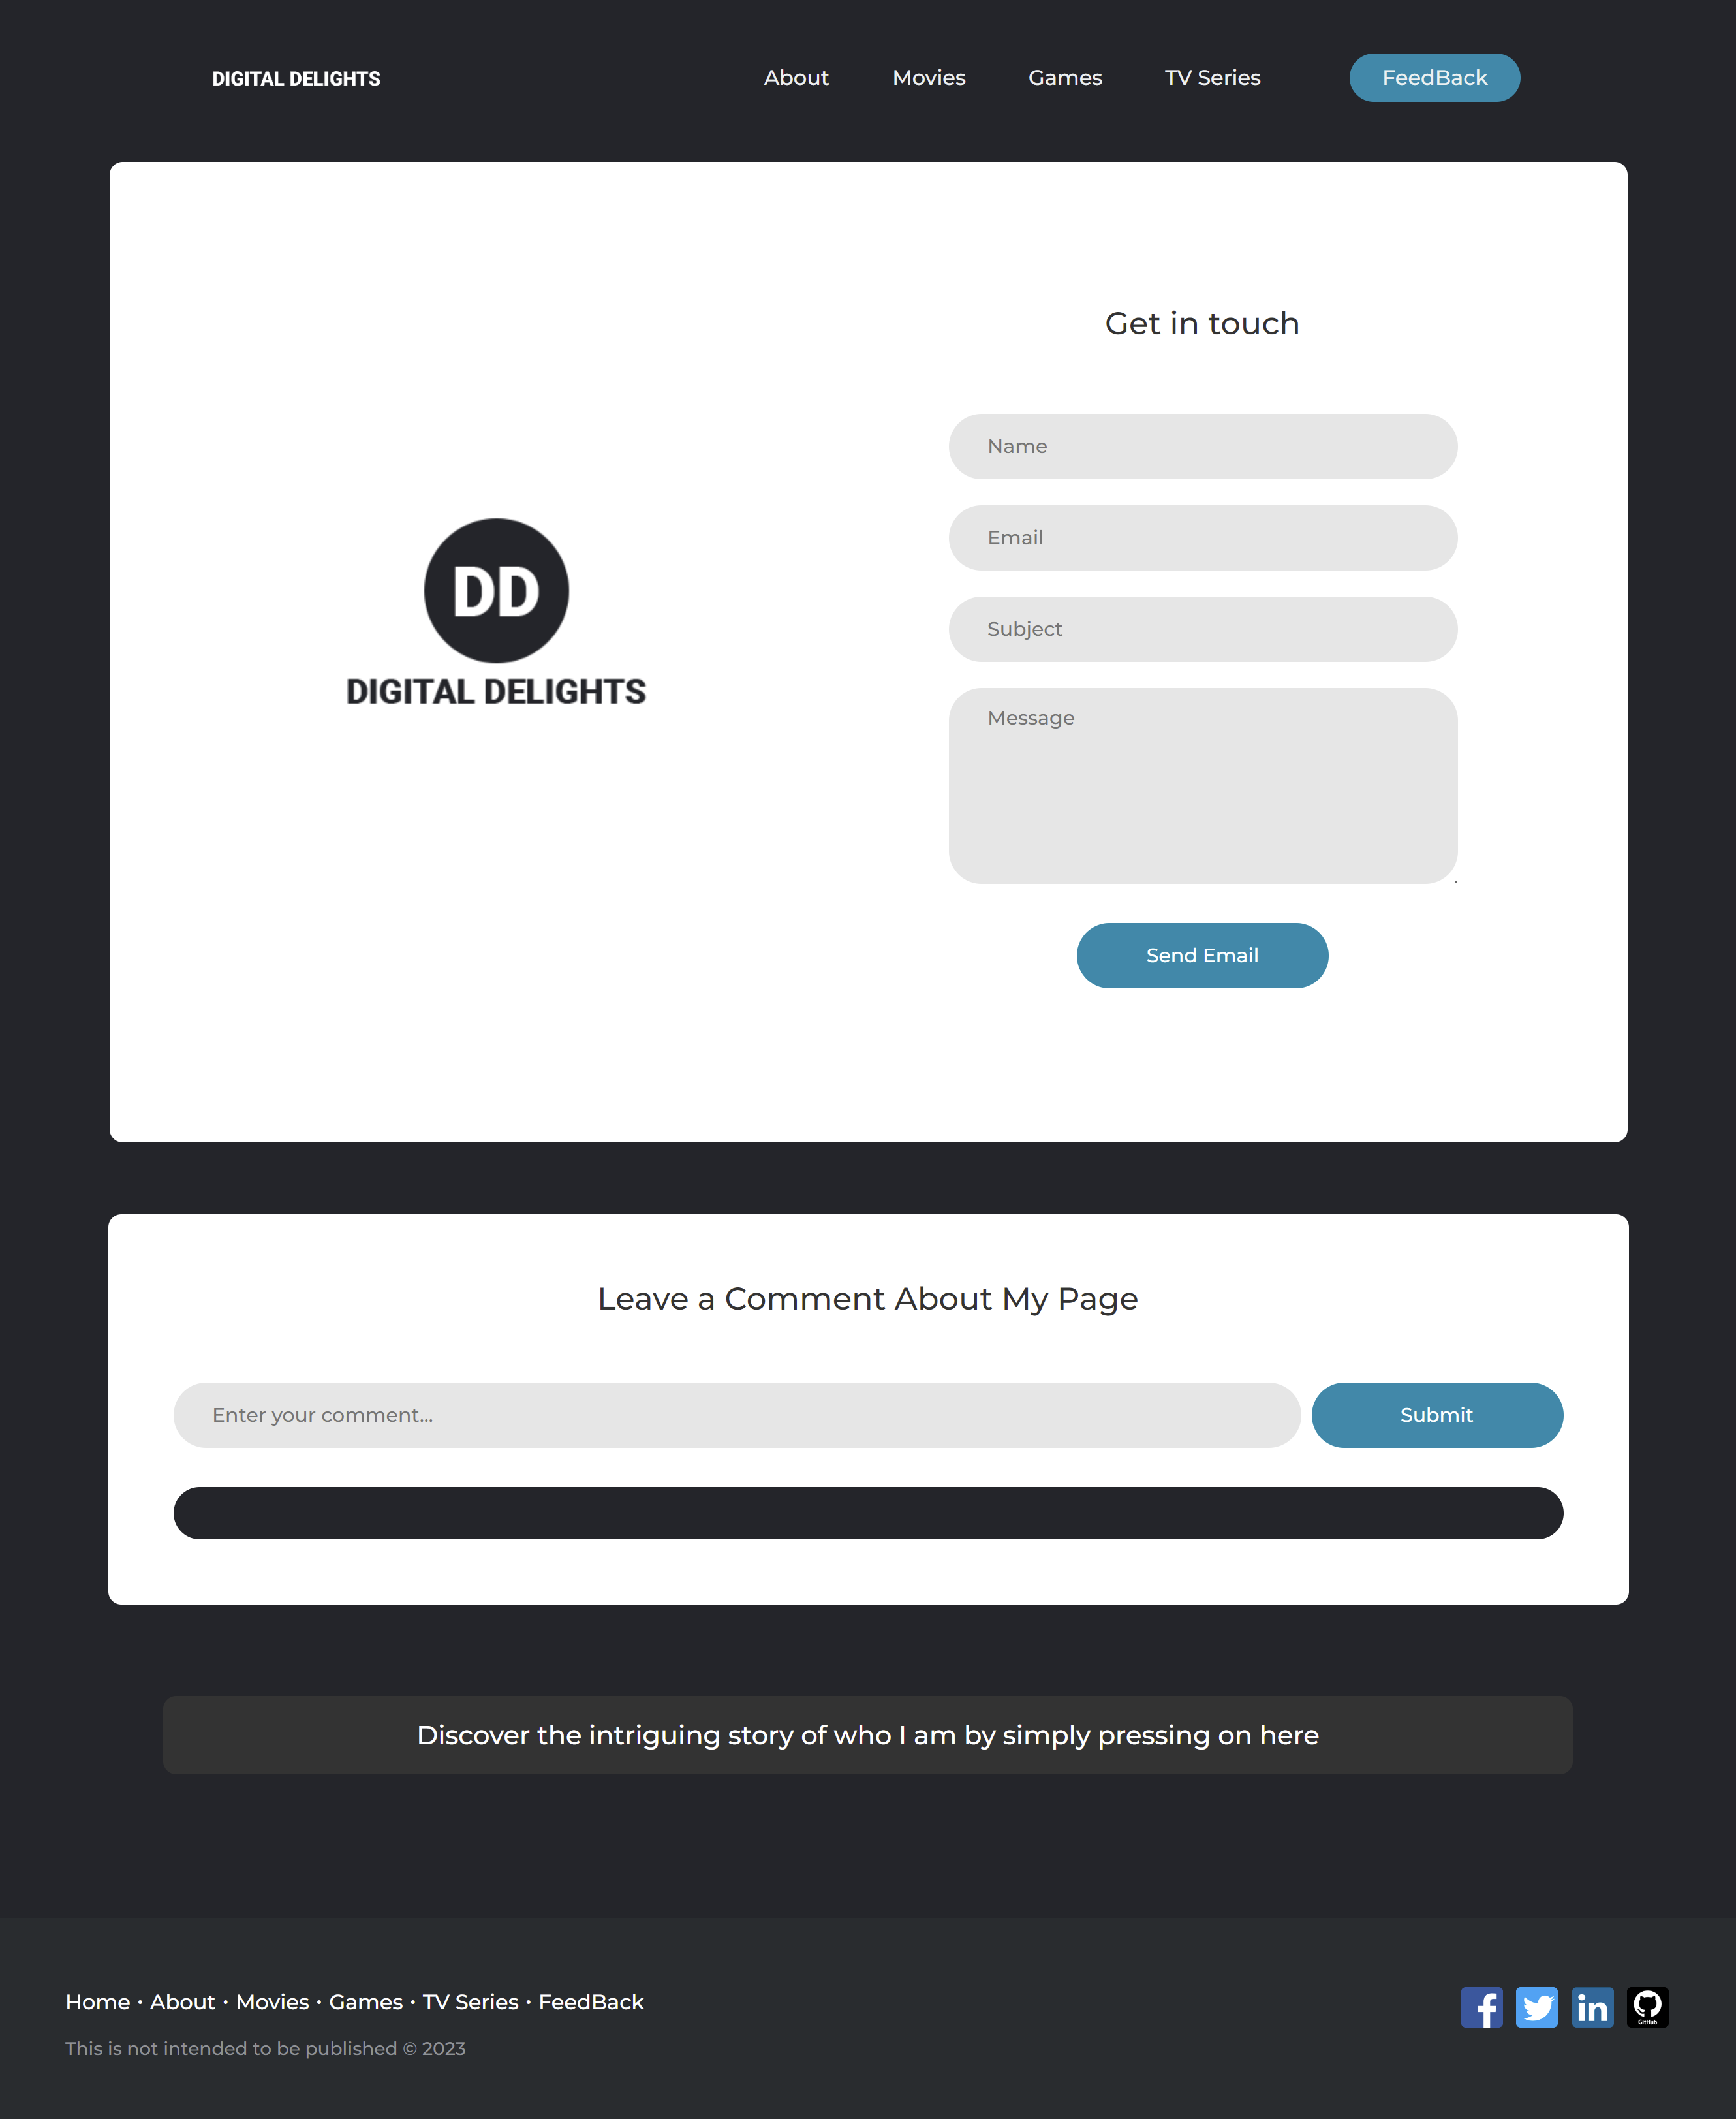 DIGITAL DELIGHTS
About Movies Games TV Series FeedBack
Get in touch
Name
Email
Subject
Message
Send Email
DD
DIGITAL DELIGHTS
Leave a Comment About My Page
Enter your comment... Submit
Discover the intriguing story of who I am by simply pressing on here
Home • About • Movies • Games • TV Series • FeedBack
This is not intended to be published © 2023
f in GitHub